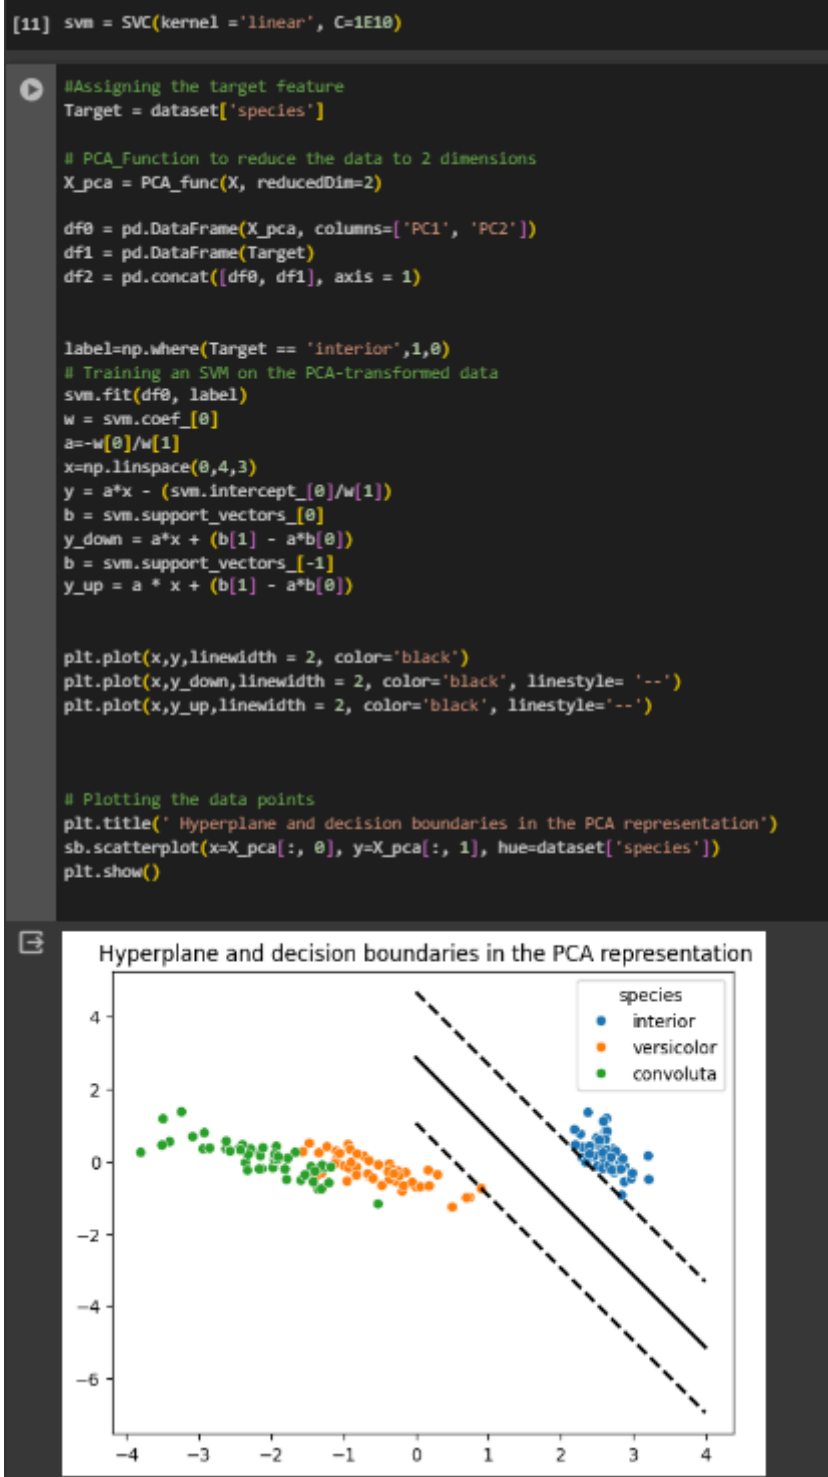 [11] svm = SVC(kernel ='linear', C=1E10)
#Assigning the target feature
Target = dataset['species']
# PCA_Function to reduce the data to 2 dimensions
X_pca = PCA_func(X, reducedDim=2)
df0 = pd.DataFrame(X_pca, columns=['PC1', 'PC2'])
df1 = pd.DataFrame(Target)
df2 = pd.concat([df0, df1], axis = 1)
label=np.where(Target == 'interior',1,0)
# Training an SVM on the PCA-transformed data
svm.fit(df0, label)
w = svm.coef_[0]
a=-w[0]/w[1]
x=np.linspace(0,4,3)
y = a*x - (svm.intercept_[0]/w[1])
b = svm.support_vectors_[0]
y_down = a*x + (b[1] - a*b[0])
b = svm.support_vectors_[-1]
y_up = a * x + (b[1] - a*b[0])
plt.plot(x,y,linewidth = 2, color='black')
plt.plot(x,y_down,linewidth = 2, color='black', linestyle= '--')
plt.plot(x,y_up,linewidth = 2, color='black', linestyle='--')
# Plotting the data points
plt.title(' Hyperplane and decision boundaries in the PCA representation')
sb.scatterplot(x=X_pca[:, 0], y=X_pca[:, 1], hue=dataset['species'])
plt.show()
Hyperplane and decision boundaries in the PCA representation
species
interior
versicolor
convoluta
4
2
0
−2
−4
−6
−4 −3 −2 −1 0 1 2 3 4